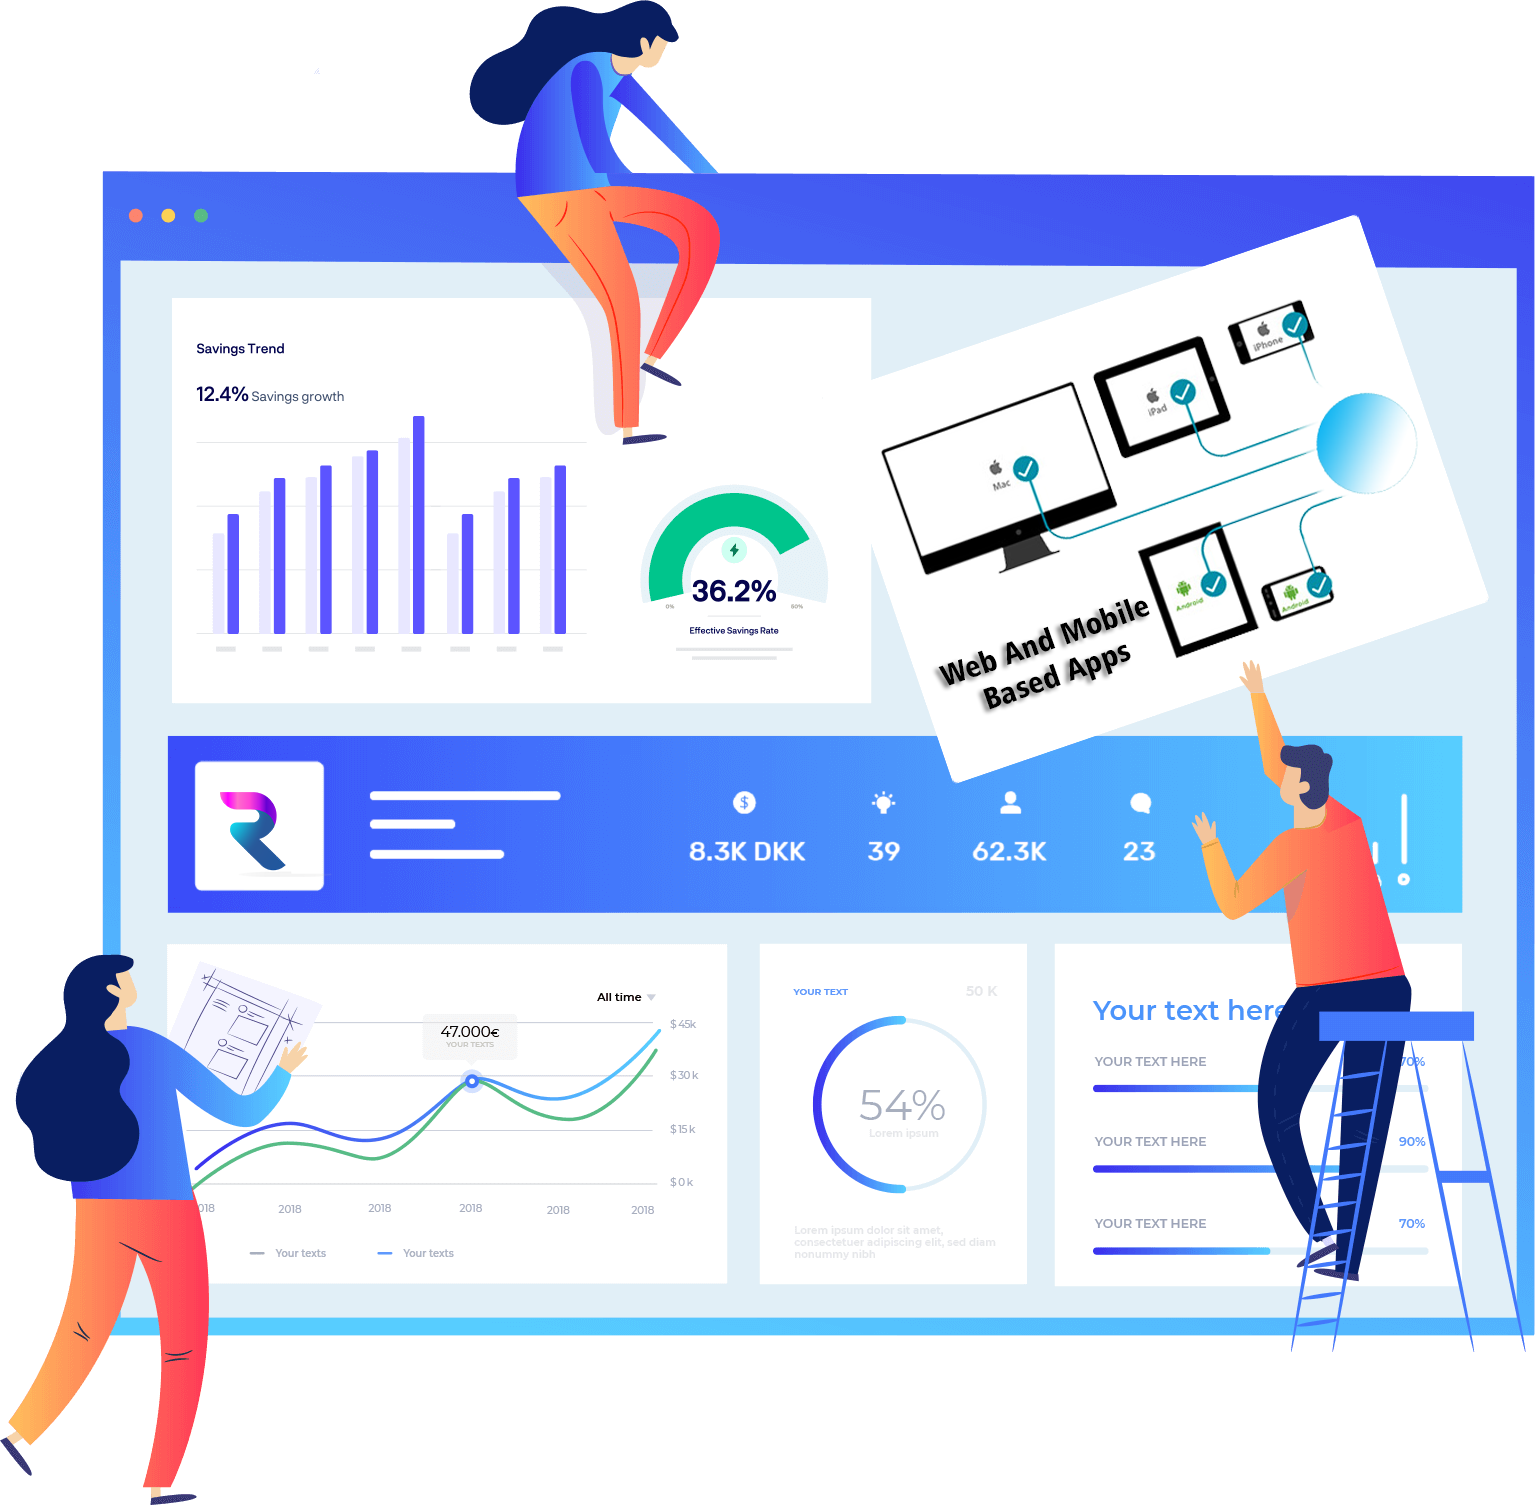 Savings Trend
12.4% Savings growth
36.2%
0%
50%
Effective Savings Rate
Mac
iPad
iPhone
Android
Android
Web And Mobile
Based Apps
8.3K DKK
39
62.3K
23
All time
47.000€
YOUR TEXTS
$45k
$30k
$15k
$0k
018
2018
2018
2018
2018
2018
Your texts
Your texts
YOUR TEXT
50 K
54%
Lorem ipsum
Lorem ipsum dolor sit amet,
consectetuer adipiscing elit, sed diam
nonummy nibh
Your text here
YOUR TEXT HERE
70%
YOUR TEXT HERE
90%
YOUR TEXT HERE
70%